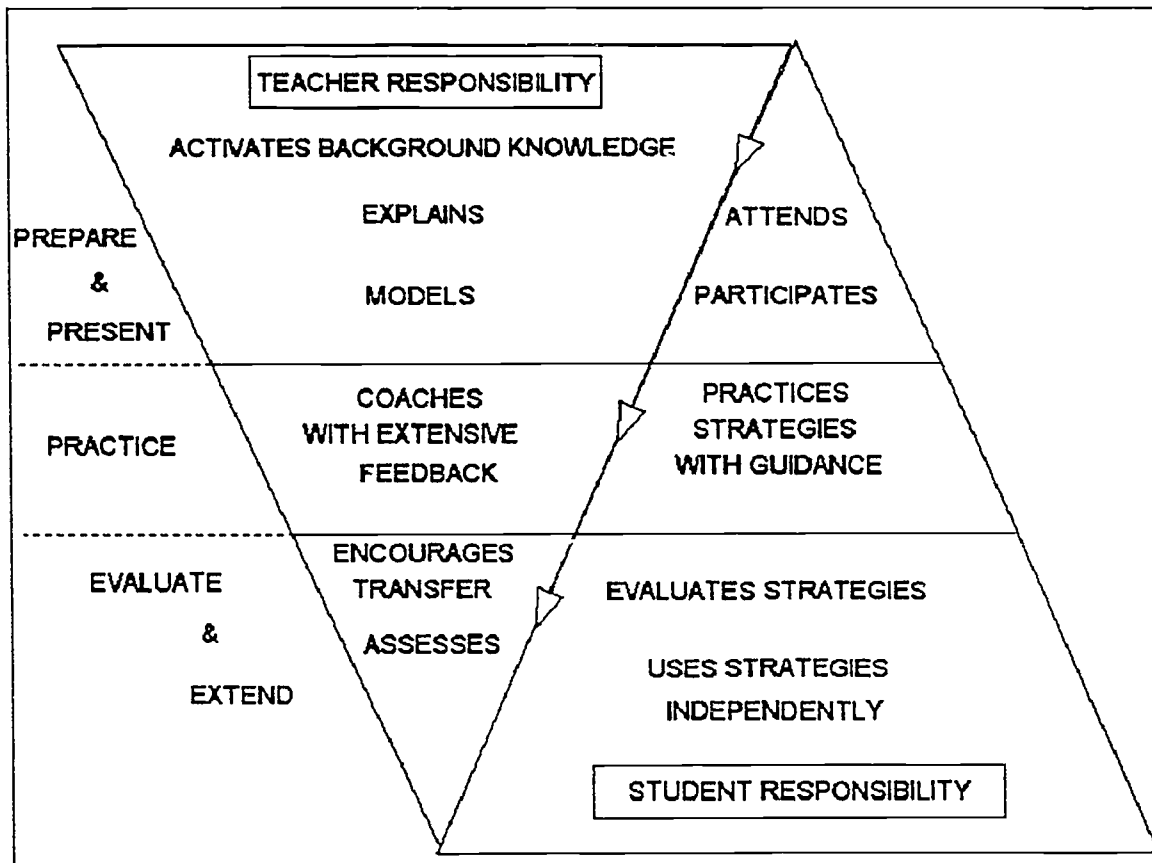 TEACHER RESPONSIBILITY
ACTIVATES BACKGROUND KNOWLEDGE
EXPLAINS
MODELS
ATTENDS
PARTICIPATES
PREPARE
&
PRESENT
PRACTICE
COACHES
WITH EXTENSIVE
FEEDBACK
PRACTICES
STRATEGIES
WITH GUIDANCE
EVALUATE
&
EXTEND
ENCOURAGES
TRANSFER
ASSESSES
EVALUATES STRATEGIES
USES STRATEGIES
INDEPENDENTLY
STUDENT RESPONSIBILITY